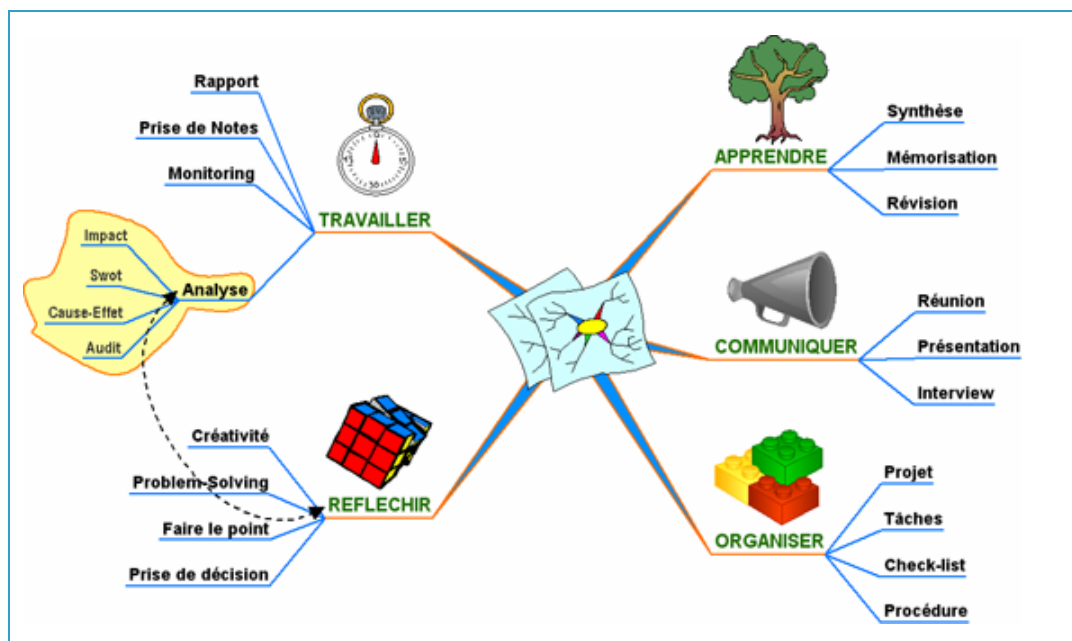 Rapport
Prise de Notes
Monitoring
TRAVAILLER
Impact
Swot
Cause-Effet
Audit
Analyse
Créativité
Problem-Solving
Faire le point
Prise de décision
REFLECHIR
APPRENDRE
Synthèse
Mémorisation
Révision
COMMUNIQUER
Réunion
Présentation
Interview
ORGANISER
Projet
Tâches
Check-list
Procédure